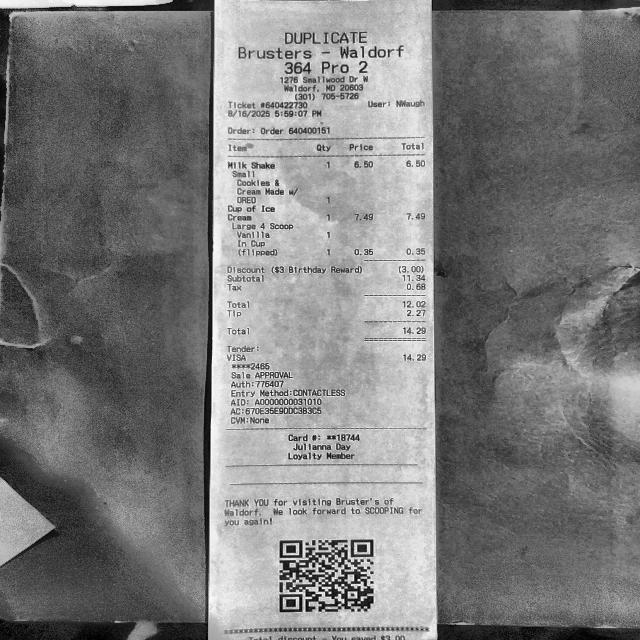 DUPLICATE
Brusters - Waldorf
364 Pro 2
1276 Smallwood Dr W
Waldorf, MD 20603
(301) 705-5726
Ticket #640422730 User: NWaugh
8/16/2025 5:59:07 PM
Order: Order 640400151
Item Qty Price Total
Milk Shake 1 6.50 6.50
Small
Cookies &
Cream Made w/
OREO 1
Cup of Ice
Cream 1 7.49 7.49
Large 4 Scoop
Vanilla 1
In Cup
(flipped) 1 0.35 0.35
Discount ($3 Birthday Reward) (3.00)
Subtotal 11.34
Tax 0.68
Total 12.02
Tip 2.27
Total 14.29
Tender:
VISA 14.29
****2465
Sale APPROVAL
Auth:776407
Entry Method:CONTACTLESS
AID: A0000000031010
AC:670E35E9DDC3B3C5
CVM:None
Card #: **18744
Julianna Day
Loyalty Member
THANK YOU for visiting Bruster's of
Waldorf. We look forward to SCOOPING for
you again!
Total discount - You saved $3.00